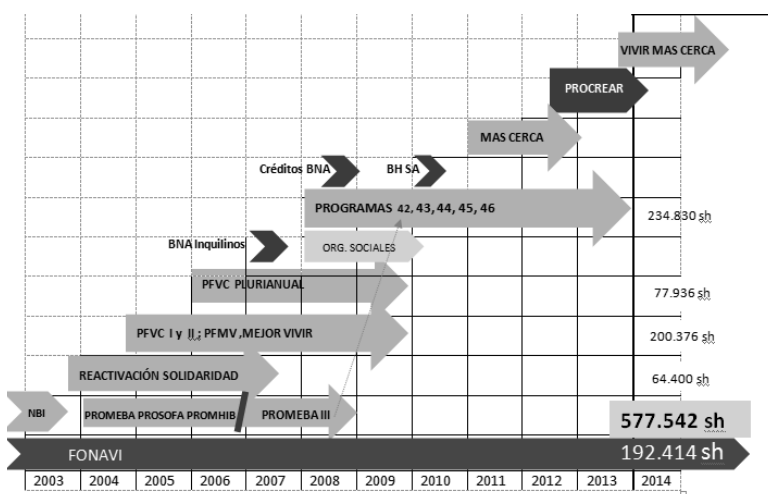 VIVIR MAS CERCA
PROCREAR
MAS CERCA
Créditos BNA
BH SA
PROGRAMAS 42, 43, 44, 45, 46
234.830 sh
BNA Inquilinos
ORG. SOCIALES
PFVC PLURIANUAL
77.936 sh
PFVC I y II ; PFMV ,MEJOR VIVIR
200.376 sh
REACTIVACIÓN SOLIDARIDAD
64.400 sh
NBI
PROMEBA PROSOFA PROMHIB
PROMEBA III
577.542 sh
FONAVI
192.414 sh
2003 2004 2005 2006 2007 2008 2009 2010 2011 2012 2013 2014